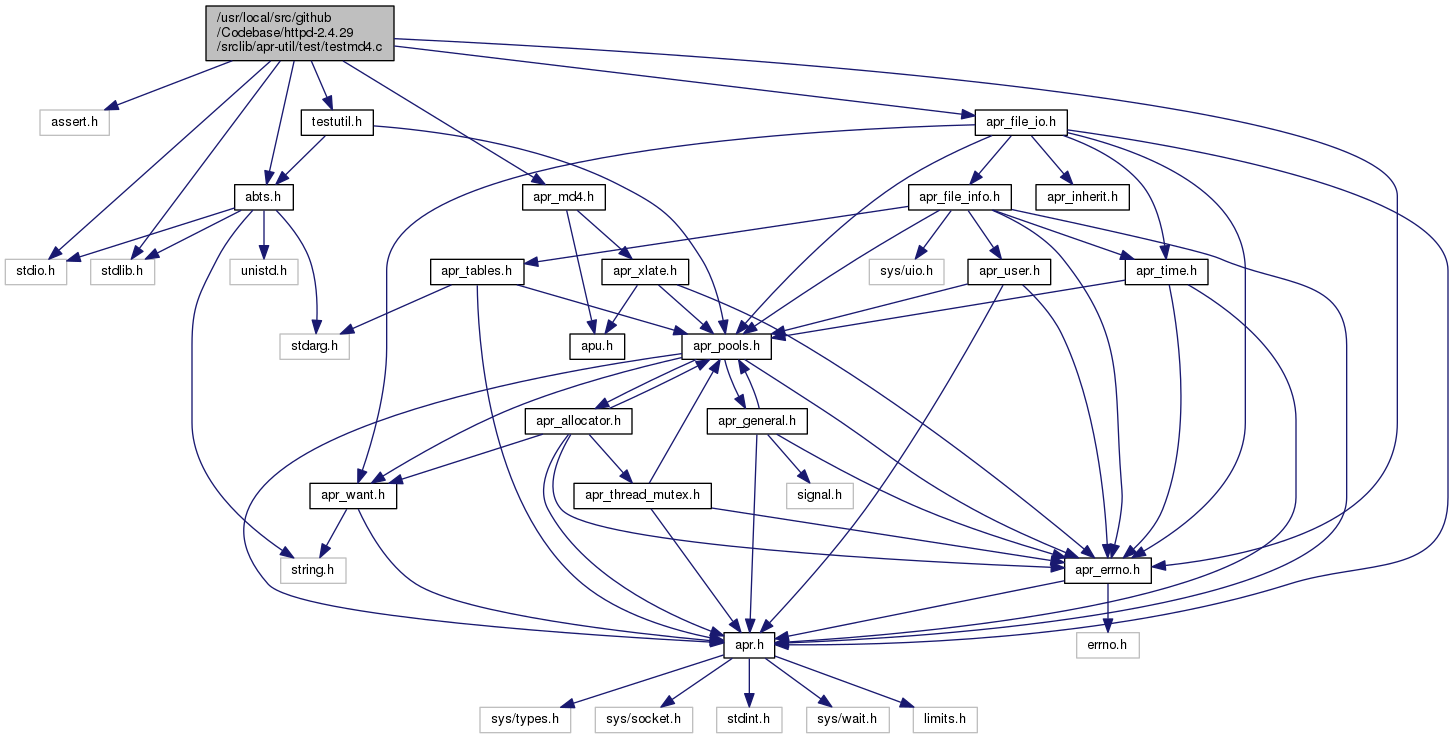 /usr/local/src/github
/Codebase/httpd-2.4.29
/srclib/apr-util/test/testmd4.c
assert.h
testutil.h
apr_file_io.h
abts.h
apr_md4.h
apr_file_info.h
apr_inherit.h
stdio.h
stdlib.h
unistd.h
apr_tables.h
apr_xlate.h
sys/uio.h
apr_user.h
apr_time.h
stdarg.h
apu.h
apr_pools.h
apr_allocator.h
apr_general.h
apr_want.h
apr_thread_mutex.h
signal.h
string.h
apr_errno.h
apr.h
errno.h
sys/types.h
sys/socket.h
stdint.h
sys/wait.h
limits.h